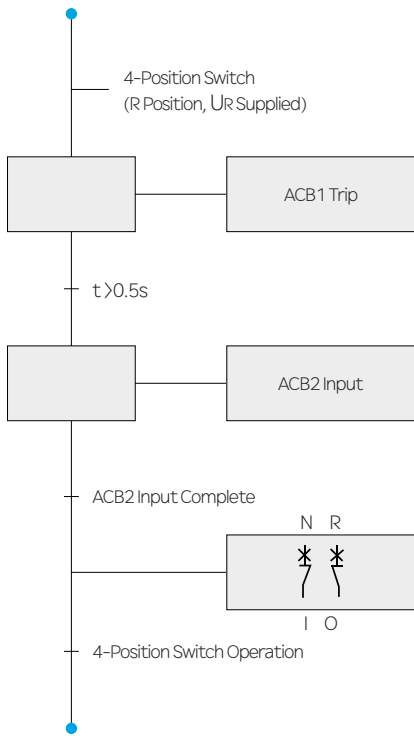 4-Position Switch
(R Position, UR Supplied)
ACB1 Trip
t>0.5s
ACB2 Input
ACB2 Input Complete
N R
I O
4-Position Switch Operation